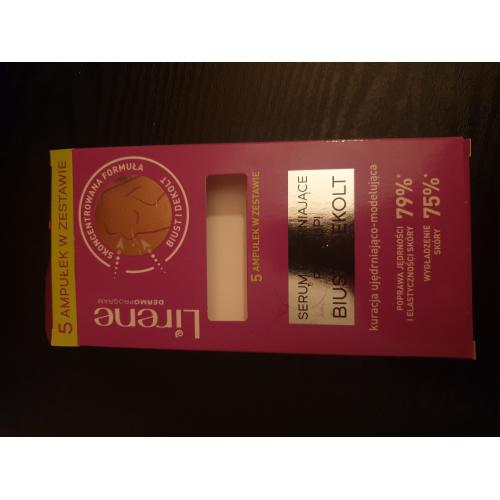 5 AMPUŁEK W ZESTAWIE
Lirene
DERMOPROGRAM
SKONCENTROWANA FORMUŁA
BIUST I DEKOLT
5 AMPUŁEK W ZESTAWIE
SERUM
BIUS EKOLT
kuracja ujędrniająco-modelująca
POPRAWA JĘDRNOŚCI
I ELASTYCZNOŚCI SKÓRY
79%*
WYGŁADZENIE
SKÓRY
75%*